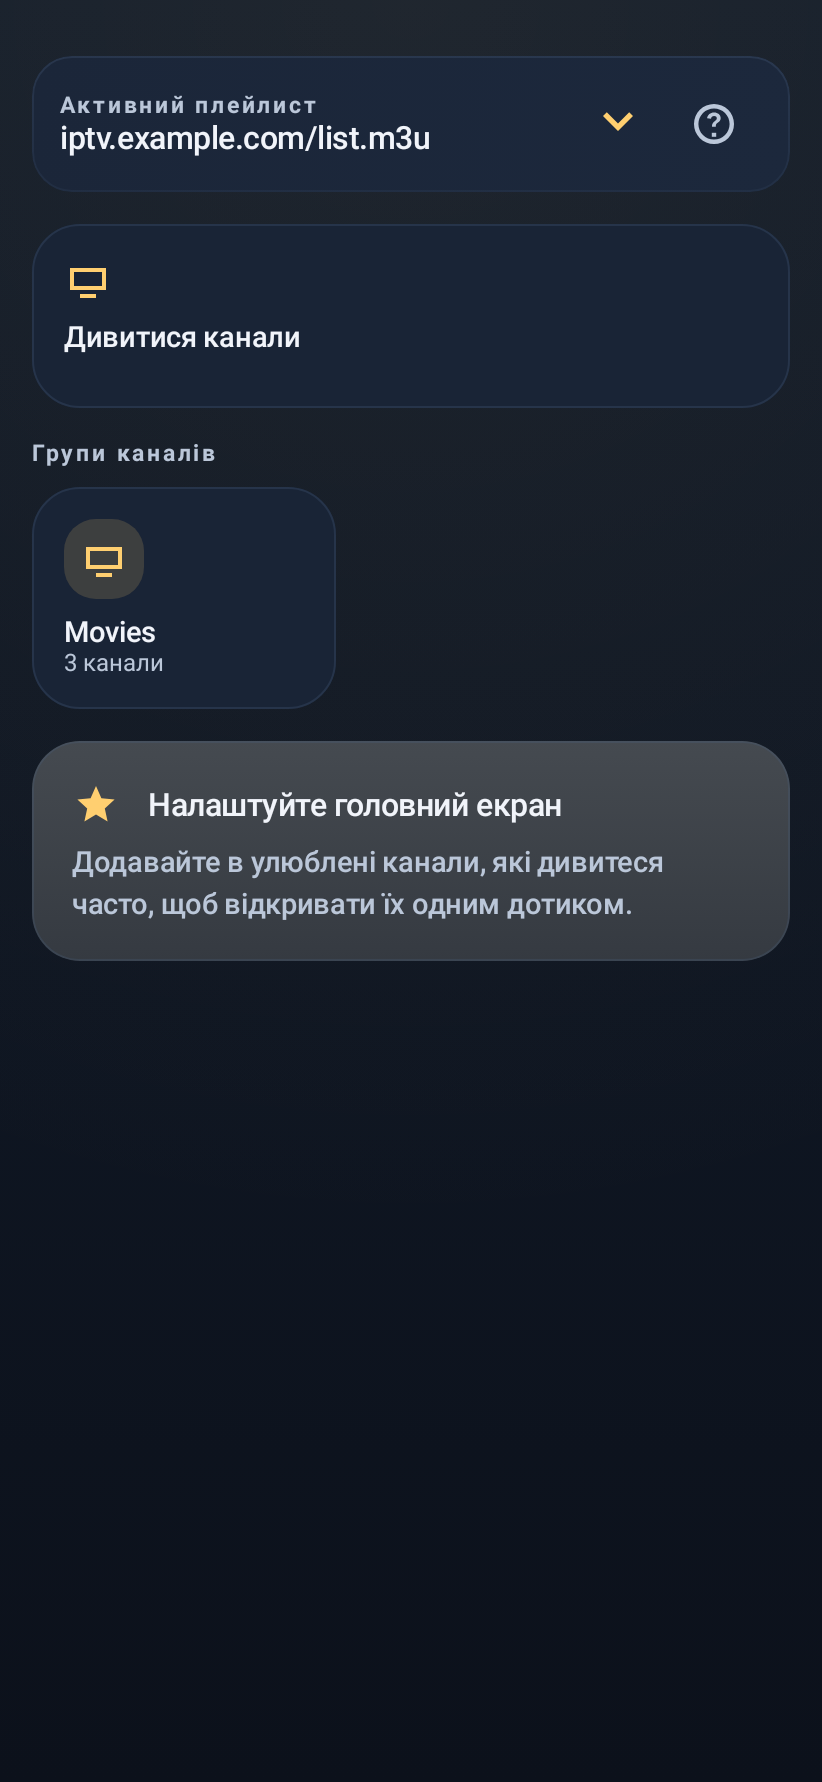 Активний плейлист
iptv.example.com/list.m3u
Дивитися канали
Групи каналів
Movies
3 канали
Налаштуйте головний екран
Додавайте в улюблені канали, які дивитеся
часто, щоб відкривати їх одним дотиком.